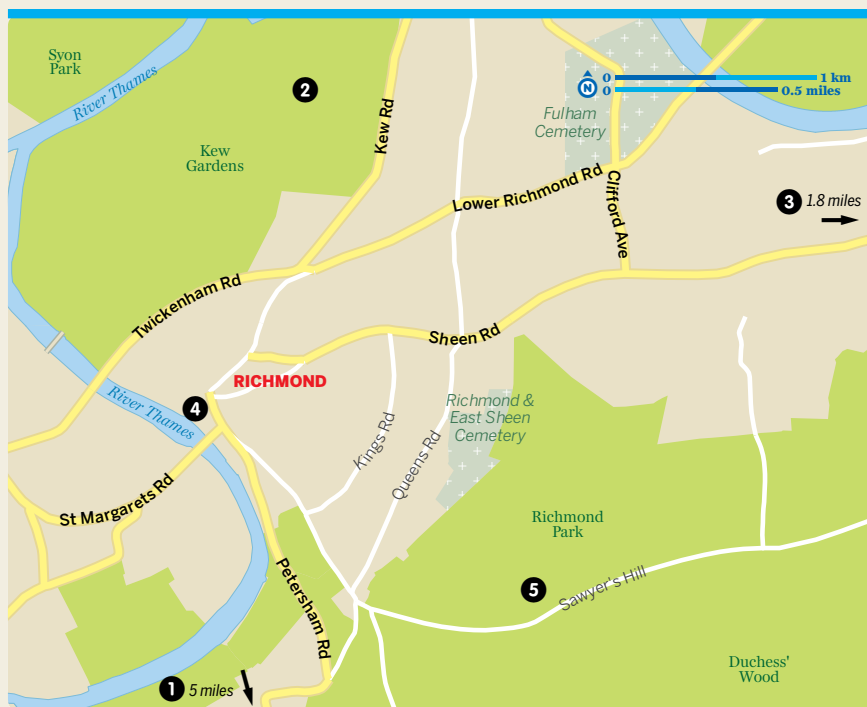 Syon
Park
River Thames
2
Kew
Gardens
Kew Rd
N
0
1 km
0
0.5 miles
Fulham
Cemetery
Lower Richmond Rd
Clifford Ave
3 1.8 miles
Twickenham Rd
Sheen Rd
RICHMOND
4
River Thames
Kings Rd
Queens Rd
Richmond &
East Sheen
Cemetery
St Margarets Rd
Richmond
Park
5
Sawyer's Hill
Petersham Rd
Duchess'
Wood
1 5 miles